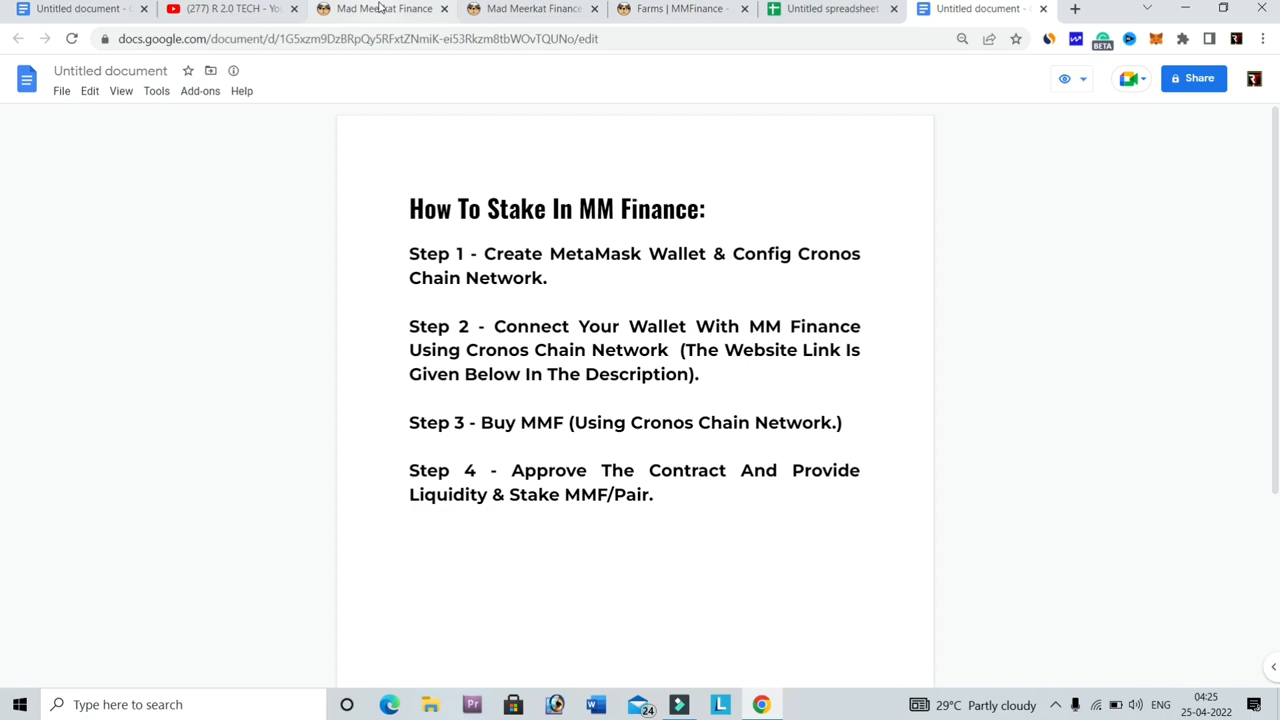 Untitled document - G
(277) R 2.0 TECH - You
Mad Meerkat Finance
Mad Meerkat Finance
Farms | MMFinance -
Untitled spreadsheet
Untitled document - G
docs.google.com/document/d/1G5xzm9DzBRpQy5RFxtZNmiK-ei53Rkzm8tbWOvTQUNo/edit
BETA
Untitled document
Share
File Edit View Tools Add-ons Help
How To Stake In MM Finance:
Step 1 - Create MetaMask Wallet & Config Cronos
Chain Network.
Step 2 - Connect Your Wallet With MM Finance
Using Cronos Chain Network (The Website Link Is
Given Below In The Description).
Step 3 - Buy MMF (Using Cronos Chain Network.)
Step 4 - Approve The Contract And Provide
Liquidity & Stake MMF/Pair.
Type here to search
Pr
24
L
29°C Partly cloudy
ENG
04:25
25-04-2022